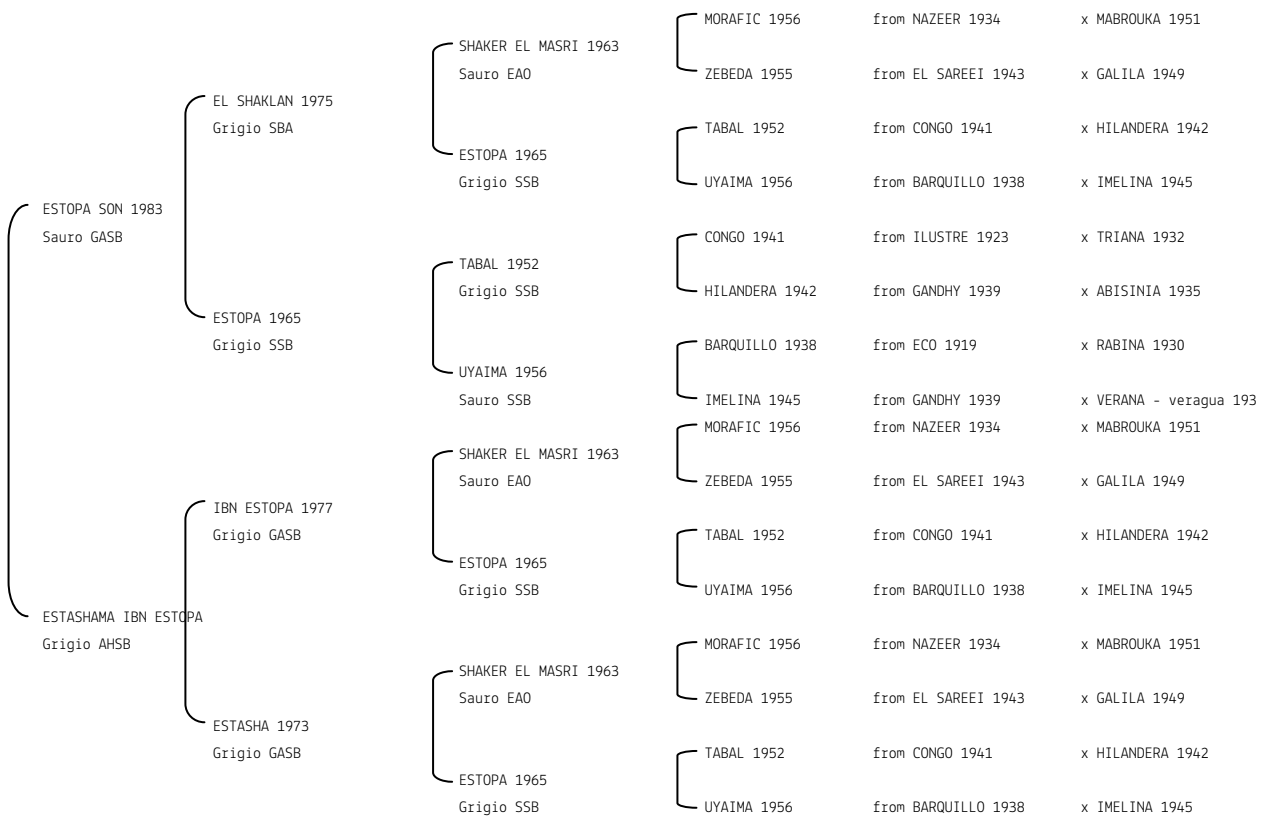 MORAFIC 1956 from NAZEER 1934 x MABROUKA 1951
SHAKER EL MASRI 1963
Sauro EAO
ZEBEDA 1955 from EL SAREEI 1943 x GALILA 1949
EL SHAKLAN 1975
Grigio SBA
TABAL 1952 from CONGO 1941 x HILANDERA 1942
ESTOPA 1965
Grigio SSB
UYAIMA 1956 from BARQUILLO 1938 x IMELINA 1945
ESTOPA SON 1983
Sauro GASB
CONGO 1941 from ILUSTRE 1923 x TRIANA 1932
TABAL 1952
Grigio SSB
HILANDERA 1942 from GANDHY 1939 x ABISINIA 1935
ESTOPA 1965
Grigio SSB
BARQUILLO 1938 from ECO 1919 x RABINA 1930
UYAIMA 1956
Sauro SSB
IMELINA 1945 from GANDHY 1939 x VERANA - veragua 193
MORAFIC 1956 from NAZEER 1934 x MABROUKA 1951
SHAKER EL MASRI 1963
Sauro EAO
ZEBEDA 1955 from EL SAREEI 1943 x GALILA 1949
IBN ESTOPA 1977
Grigio GASB
TABAL 1952 from CONGO 1941 x HILANDERA 1942
ESTOPA 1965
Grigio SSB
UYAIMA 1956 from BARQUILLO 1938 x IMELINA 1945
ESTASHAMA IBN ESTOPA
Grigio AHSB
MORAFIC 1956 from NAZEER 1934 x MABROUKA 1951
SHAKER EL MASRI 1963
Sauro EAO
ZEBEDA 1955 from EL SAREEI 1943 x GALILA 1949
ESTASHA 1973
Grigio GASB
TABAL 1952 from CONGO 1941 x HILANDERA 1942
ESTOPA 1965
Grigio SSB
UYAIMA 1956 from BARQUILLO 1938 x IMELINA 1945